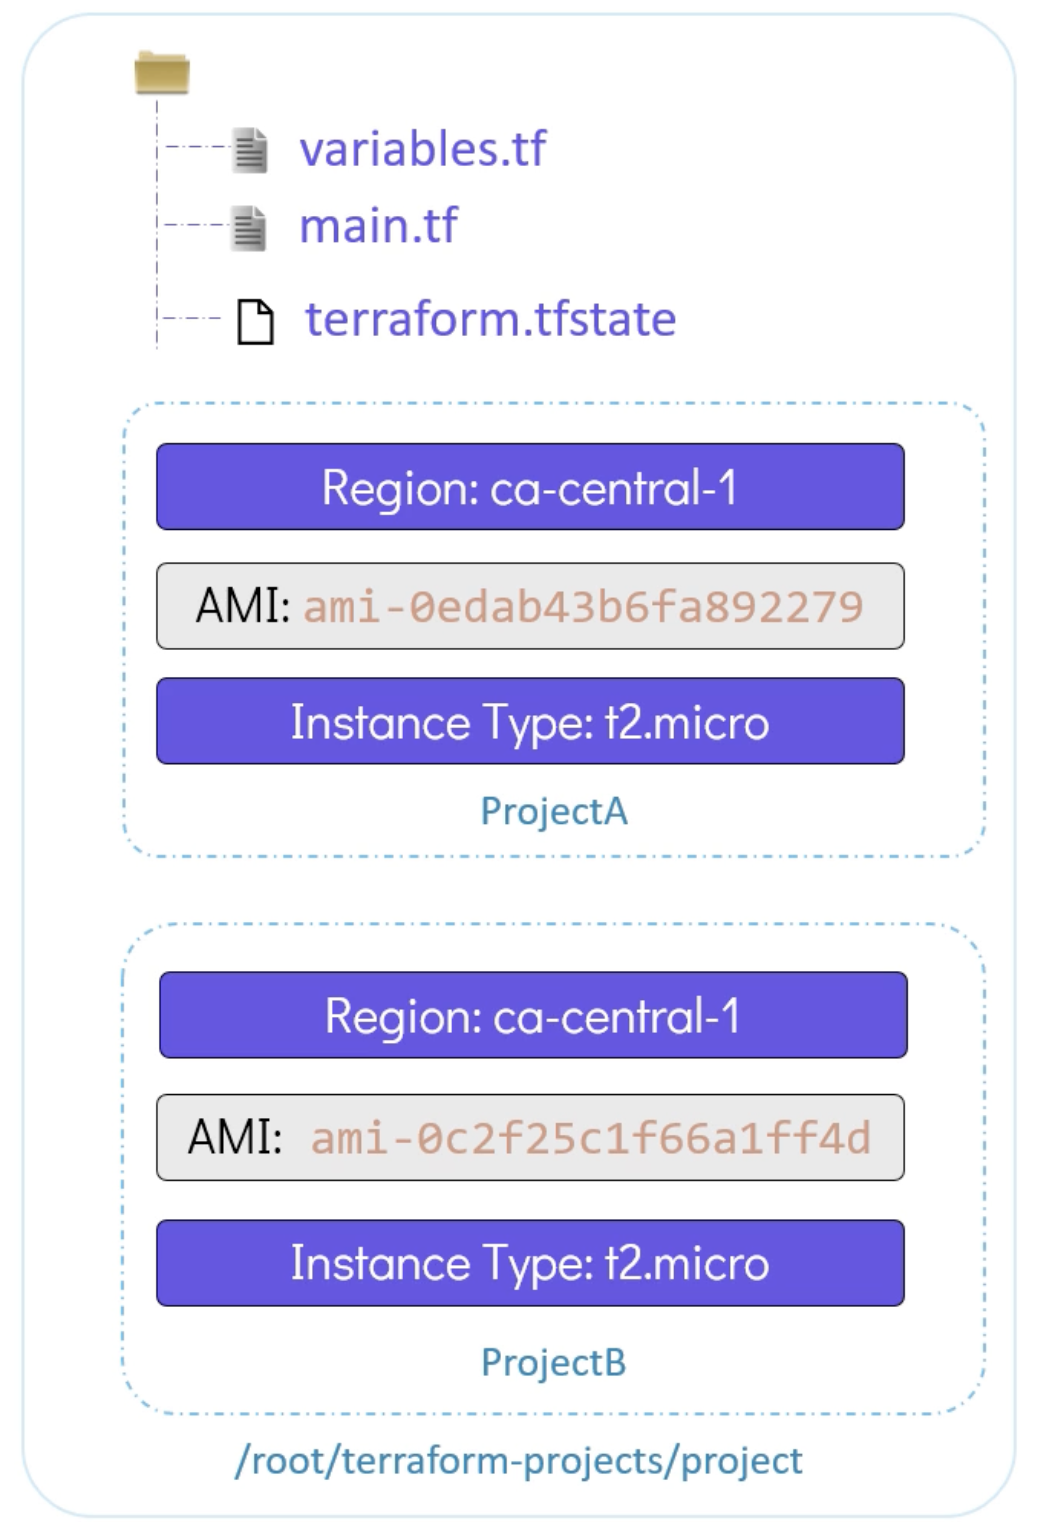 variables.tf
main.tf
terraform.tfstate
Region: ca-central-1
AMI: ami-0edab43b6fa892279
Instance Type: t2.micro
ProjectA
Region: ca-central-1
AMI: ami-0c2f25c1f66a1ff4d
Instance Type: t2.micro
ProjectB
/root/terraform-projects/project